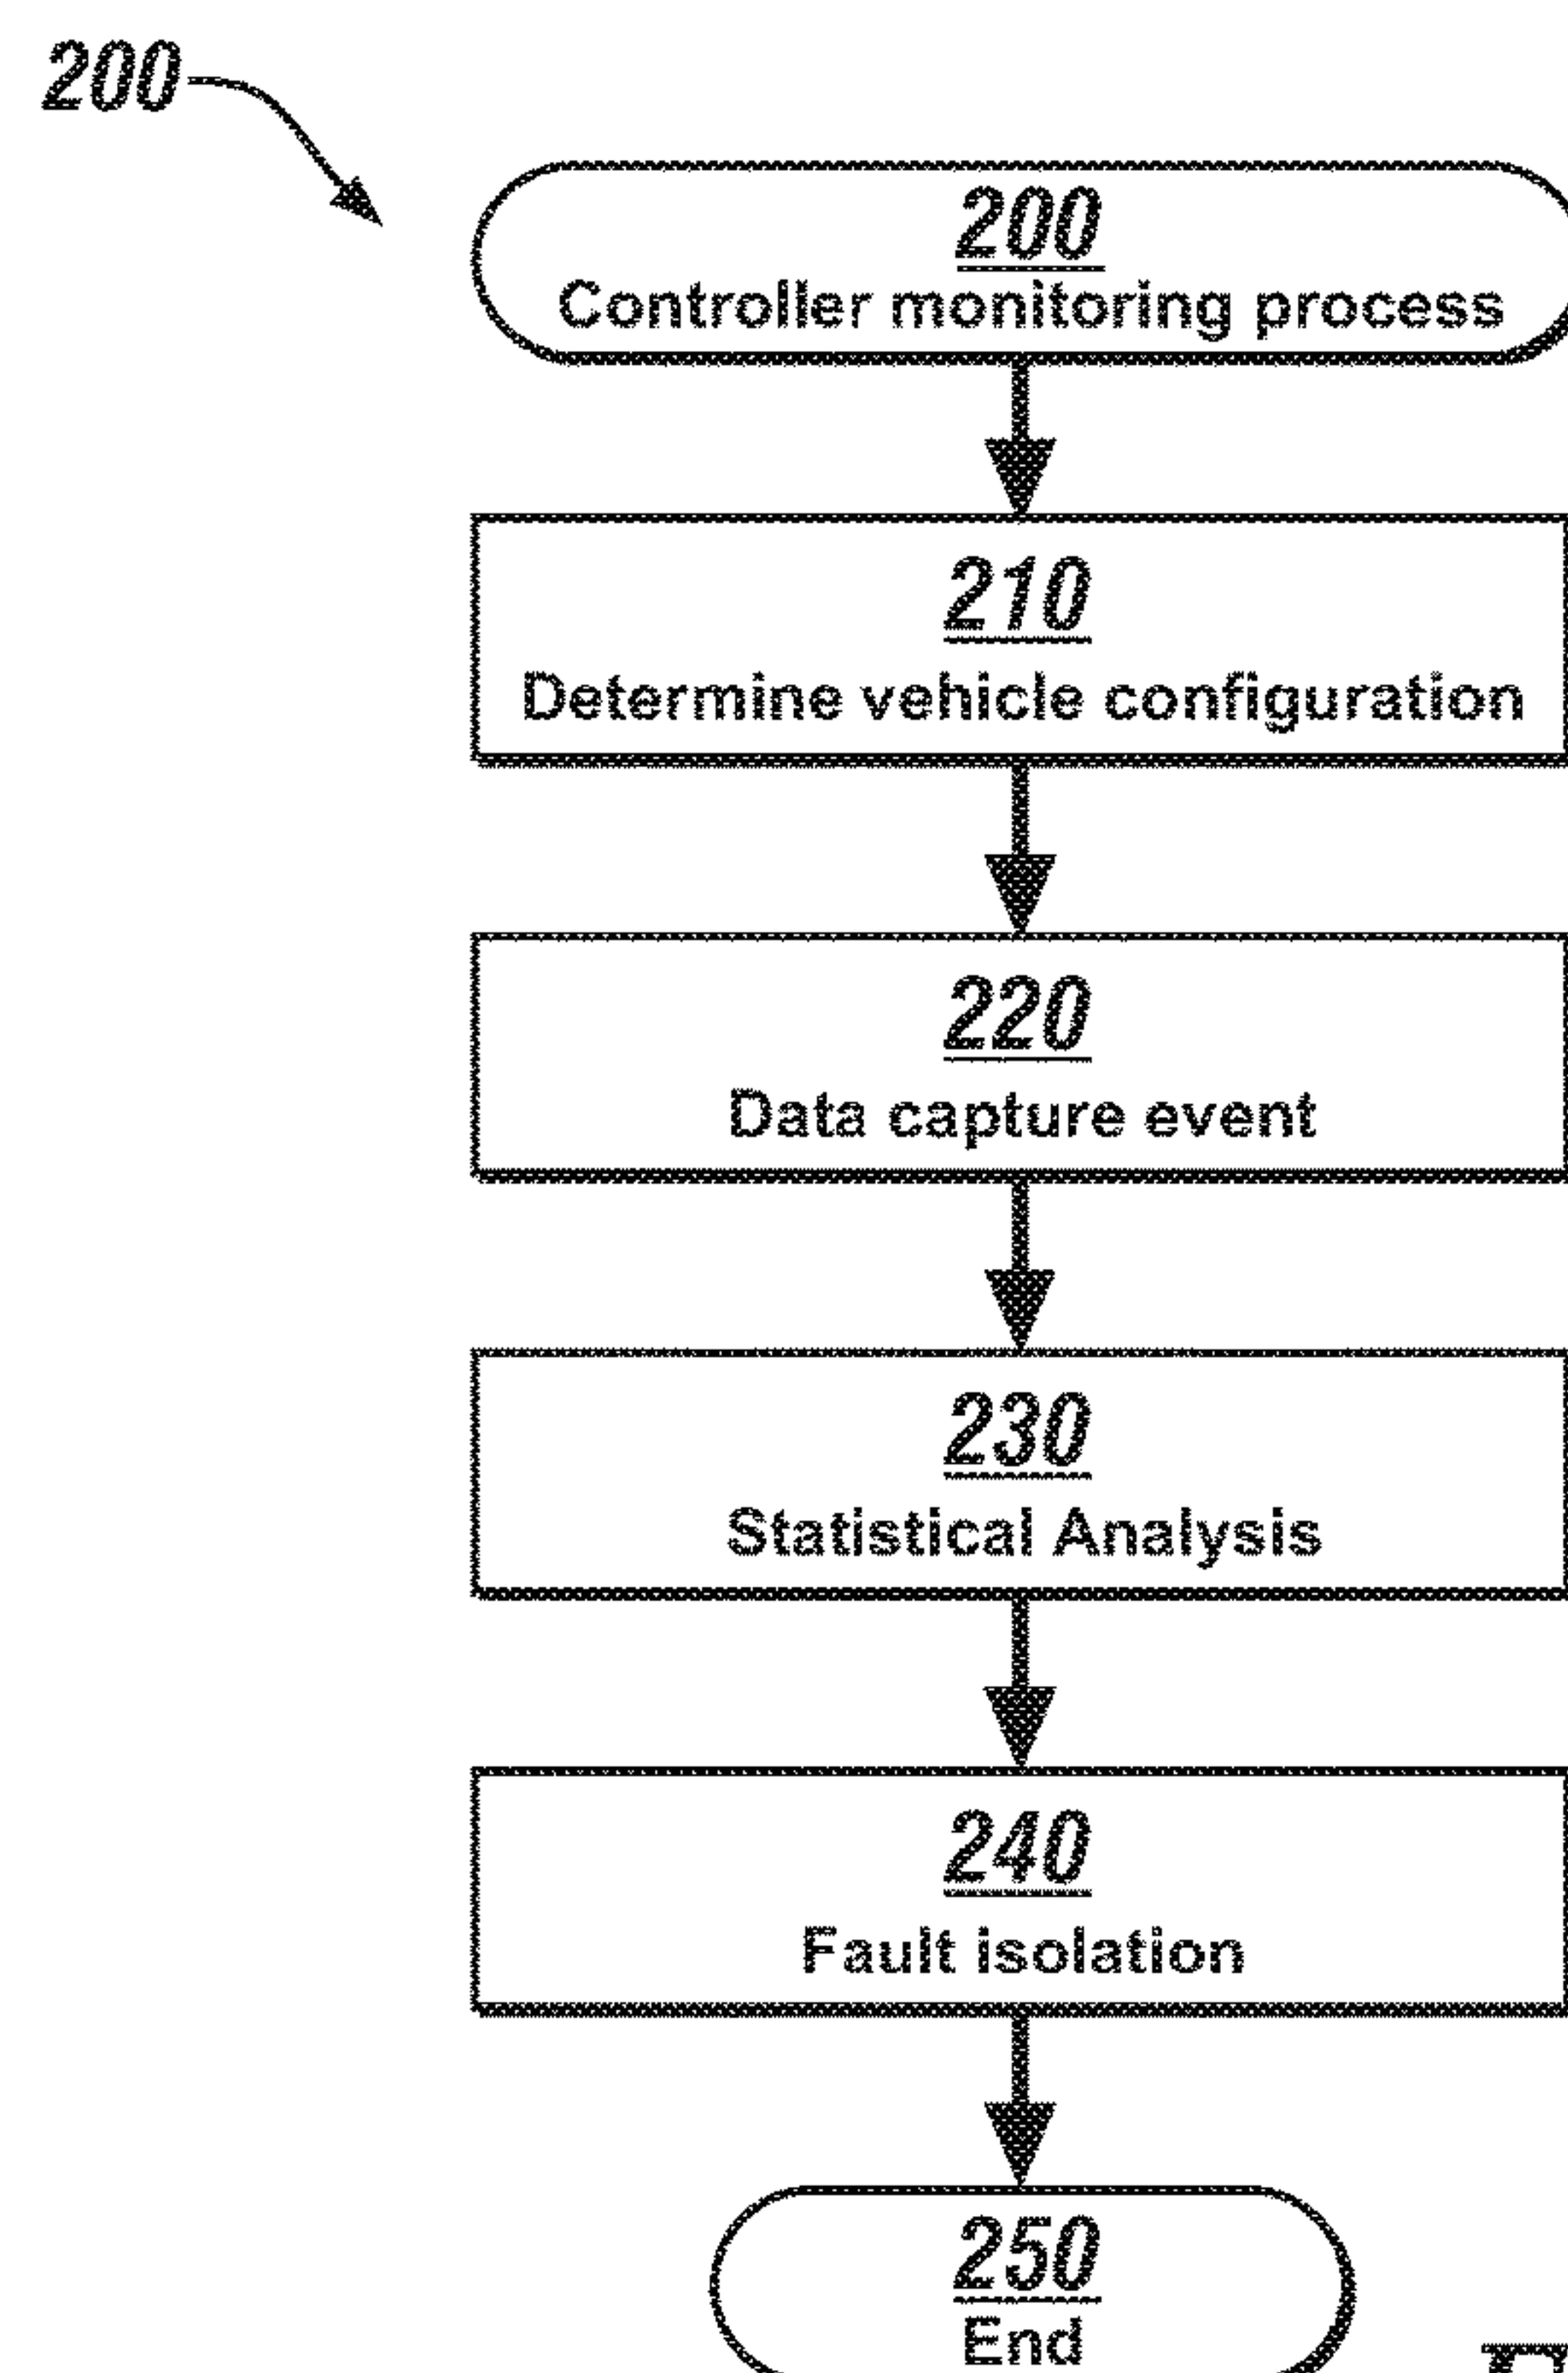 200
200
Controller monitoring process
210
Determine vehicle configuration
220
Data capture event
230
Statistical Analysis
240
Fault isolation
250
End